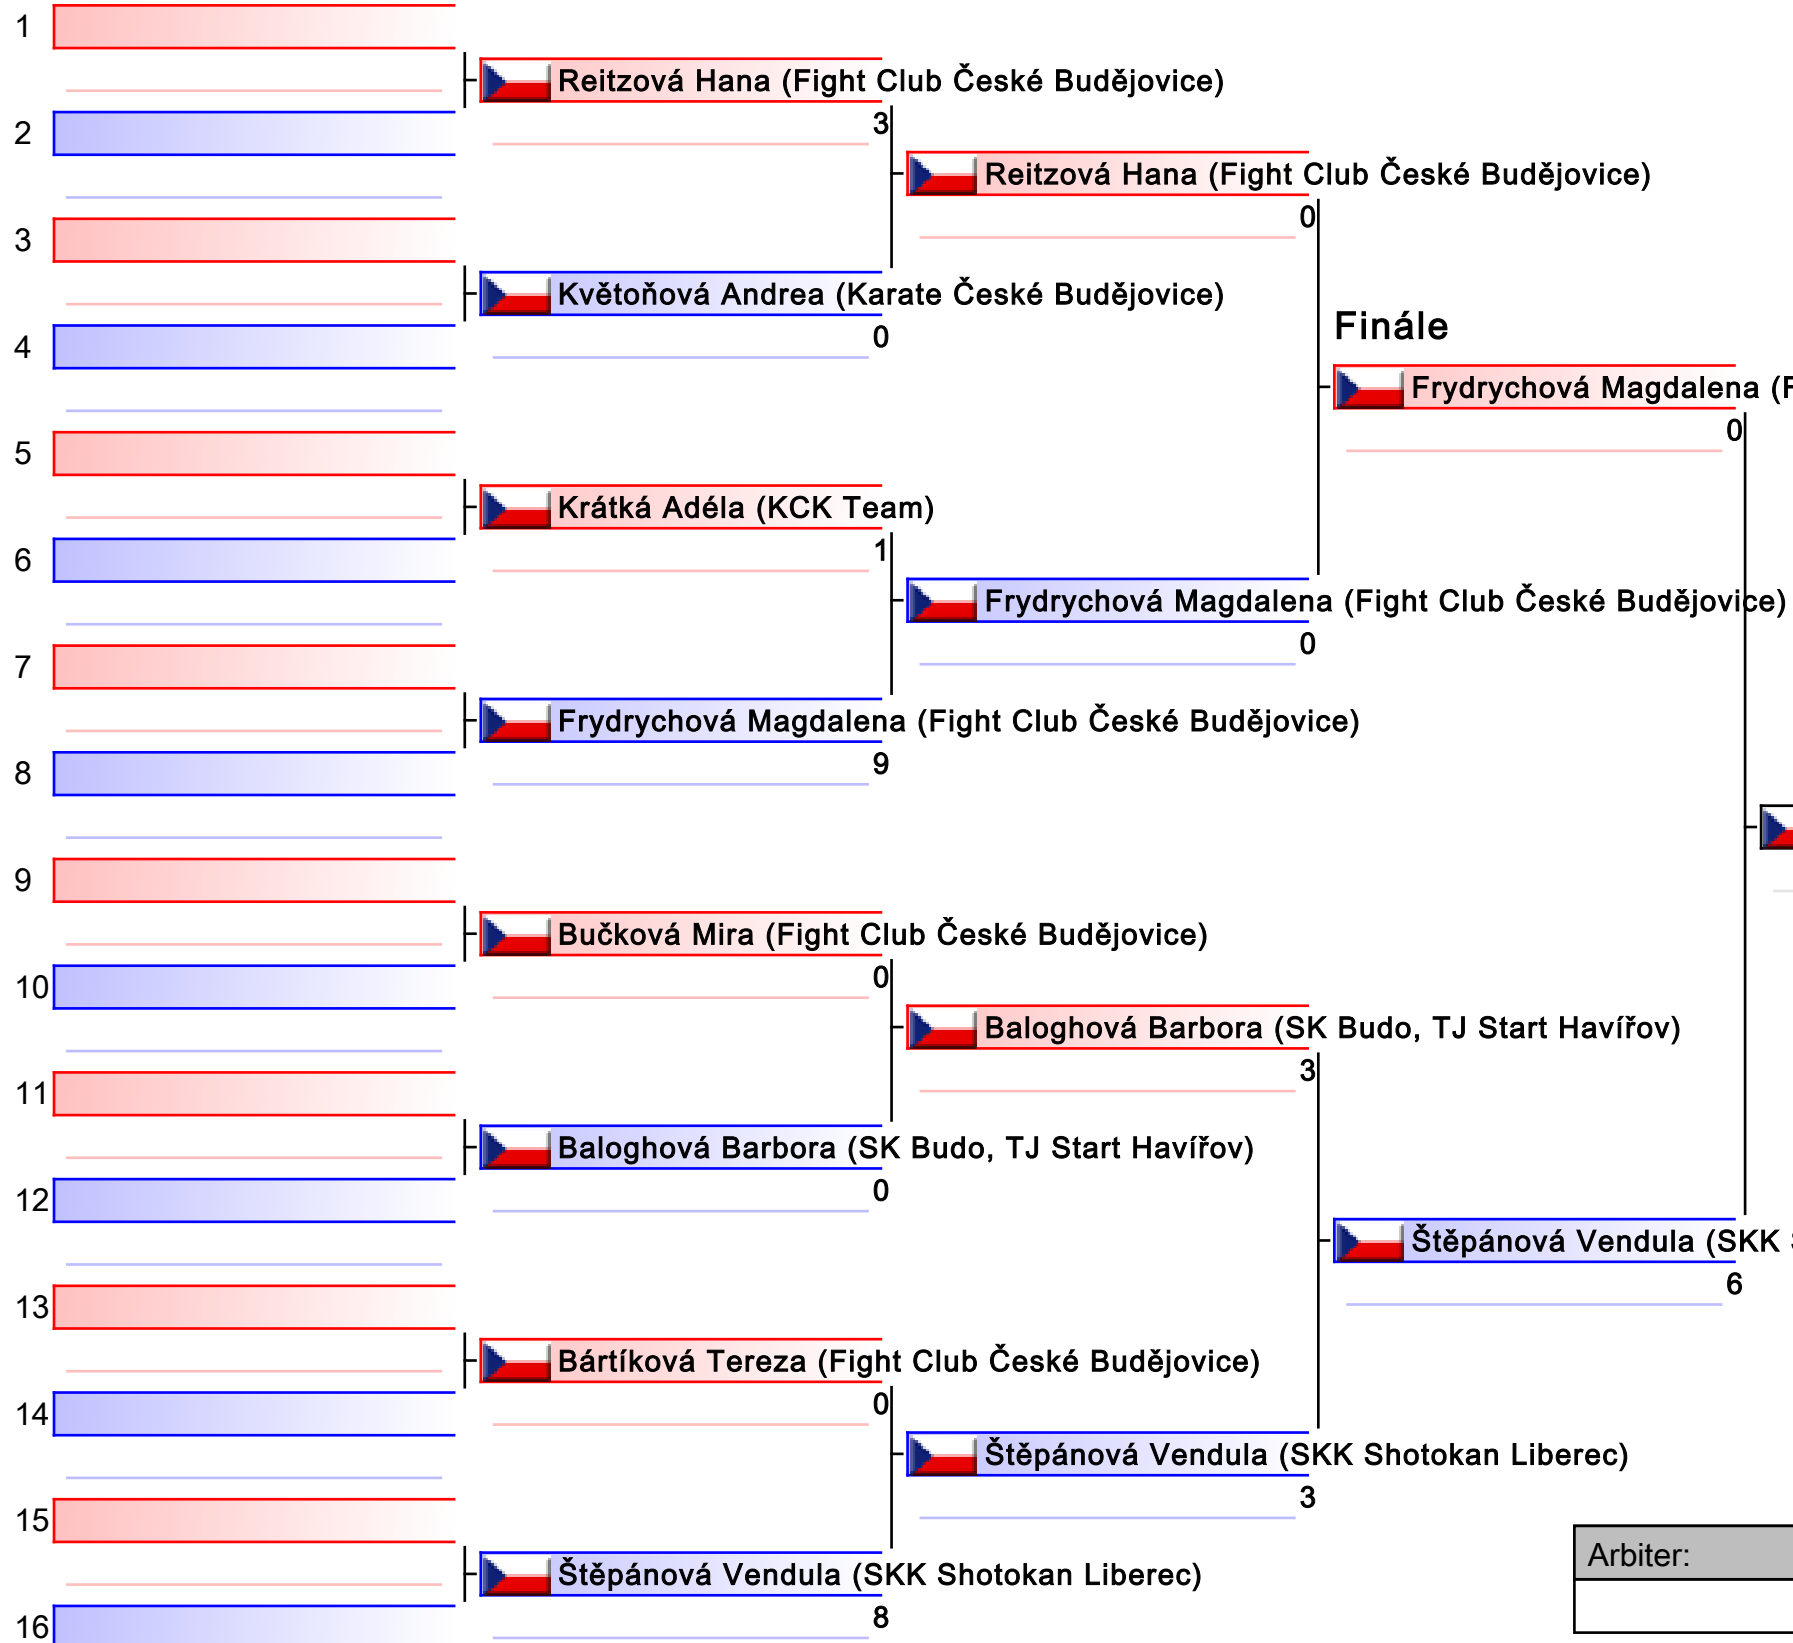 1
Reitzová Hana (Fight Club České Budějovice)
3
2
Reitzová Hana (Fight Club České Budějovice)
0
3
Květoňová Andrea (Karate České Budějovice)
0
4
Finále
Frydrychová Magdalena (F
0
5
Krátká Adéla (KCK Team)
1
6
Frydrychová Magdalena (Fight Club České Budějovice)
0
7
Frydrychová Magdalena (Fight Club České Budějovice)
9
8
9
Bučková Mira (Fight Club České Budějovice)
0
10
Baloghová Barbora (SK Budo, TJ Start Havířov)
3
11
Baloghová Barbora (SK Budo, TJ Start Havířov)
0
12
Štěpánová Vendula (SKK
6
13
Bártíková Tereza (Fight Club České Budějovice)
0
14
Štěpánová Vendula (SKK Shotokan Liberec)
3
15
Štěpánová Vendula (SKK Shotokan Liberec)
8
16
Arbiter: